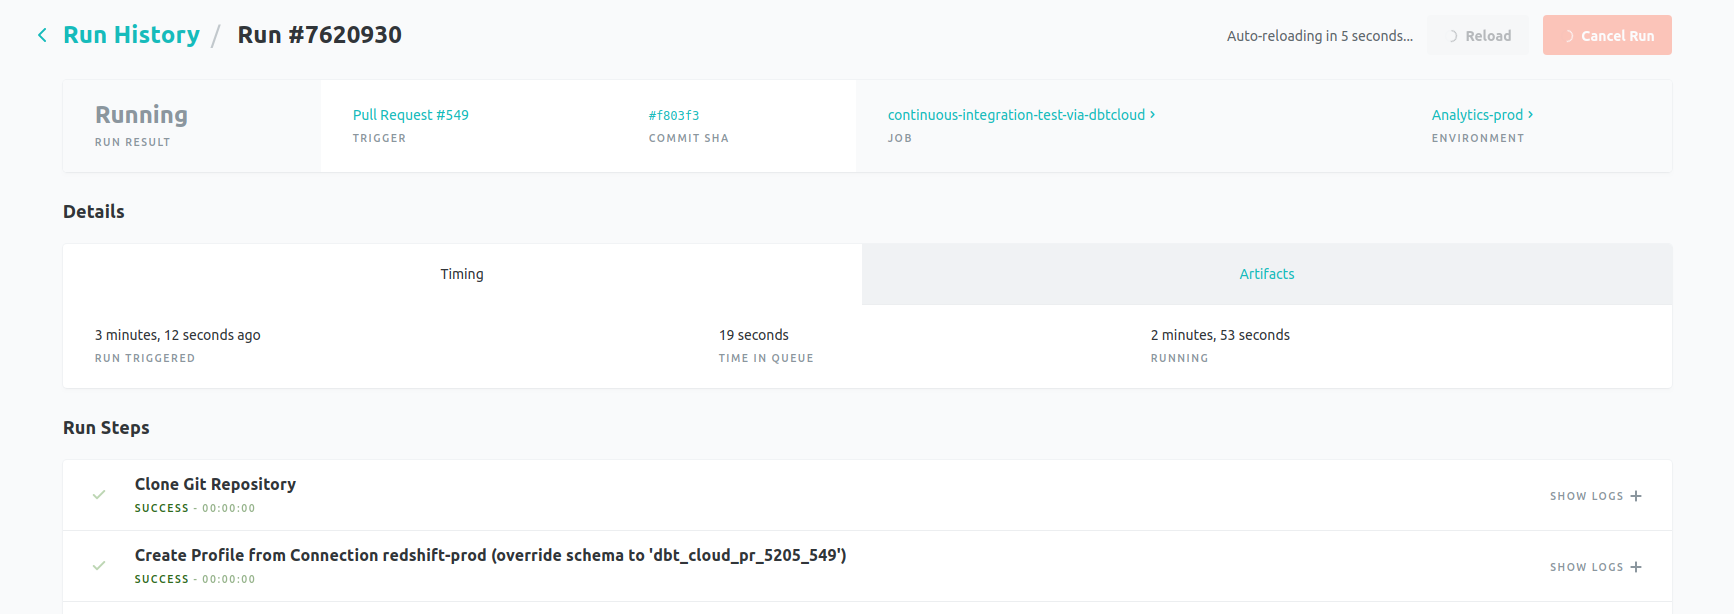 Run History / Run #7620930
Auto-reloading in 5 seconds... Reload Cancel Run
Running Pull Request #549 #f803f3 continuous-integration-test-via-dbtcloud > Analytics-prod >
RUN RESULT TRIGGER COMMIT SHA JOB ENVIRONMENT
Details
Timing Artifacts
3 minutes, 12 seconds ago 19 seconds 2 minutes, 53 seconds
RUN TRIGGERED TIME IN QUEUE RUNNING
Run Steps
Clone Git Repository
SUCCESS - 00:00:00 SHOW LOGS +
Create Profile from Connection redshift-prod (override schema to 'dbt_cloud_pr_5205_549')
SUCCESS - 00:00:00 SHOW LOGS +